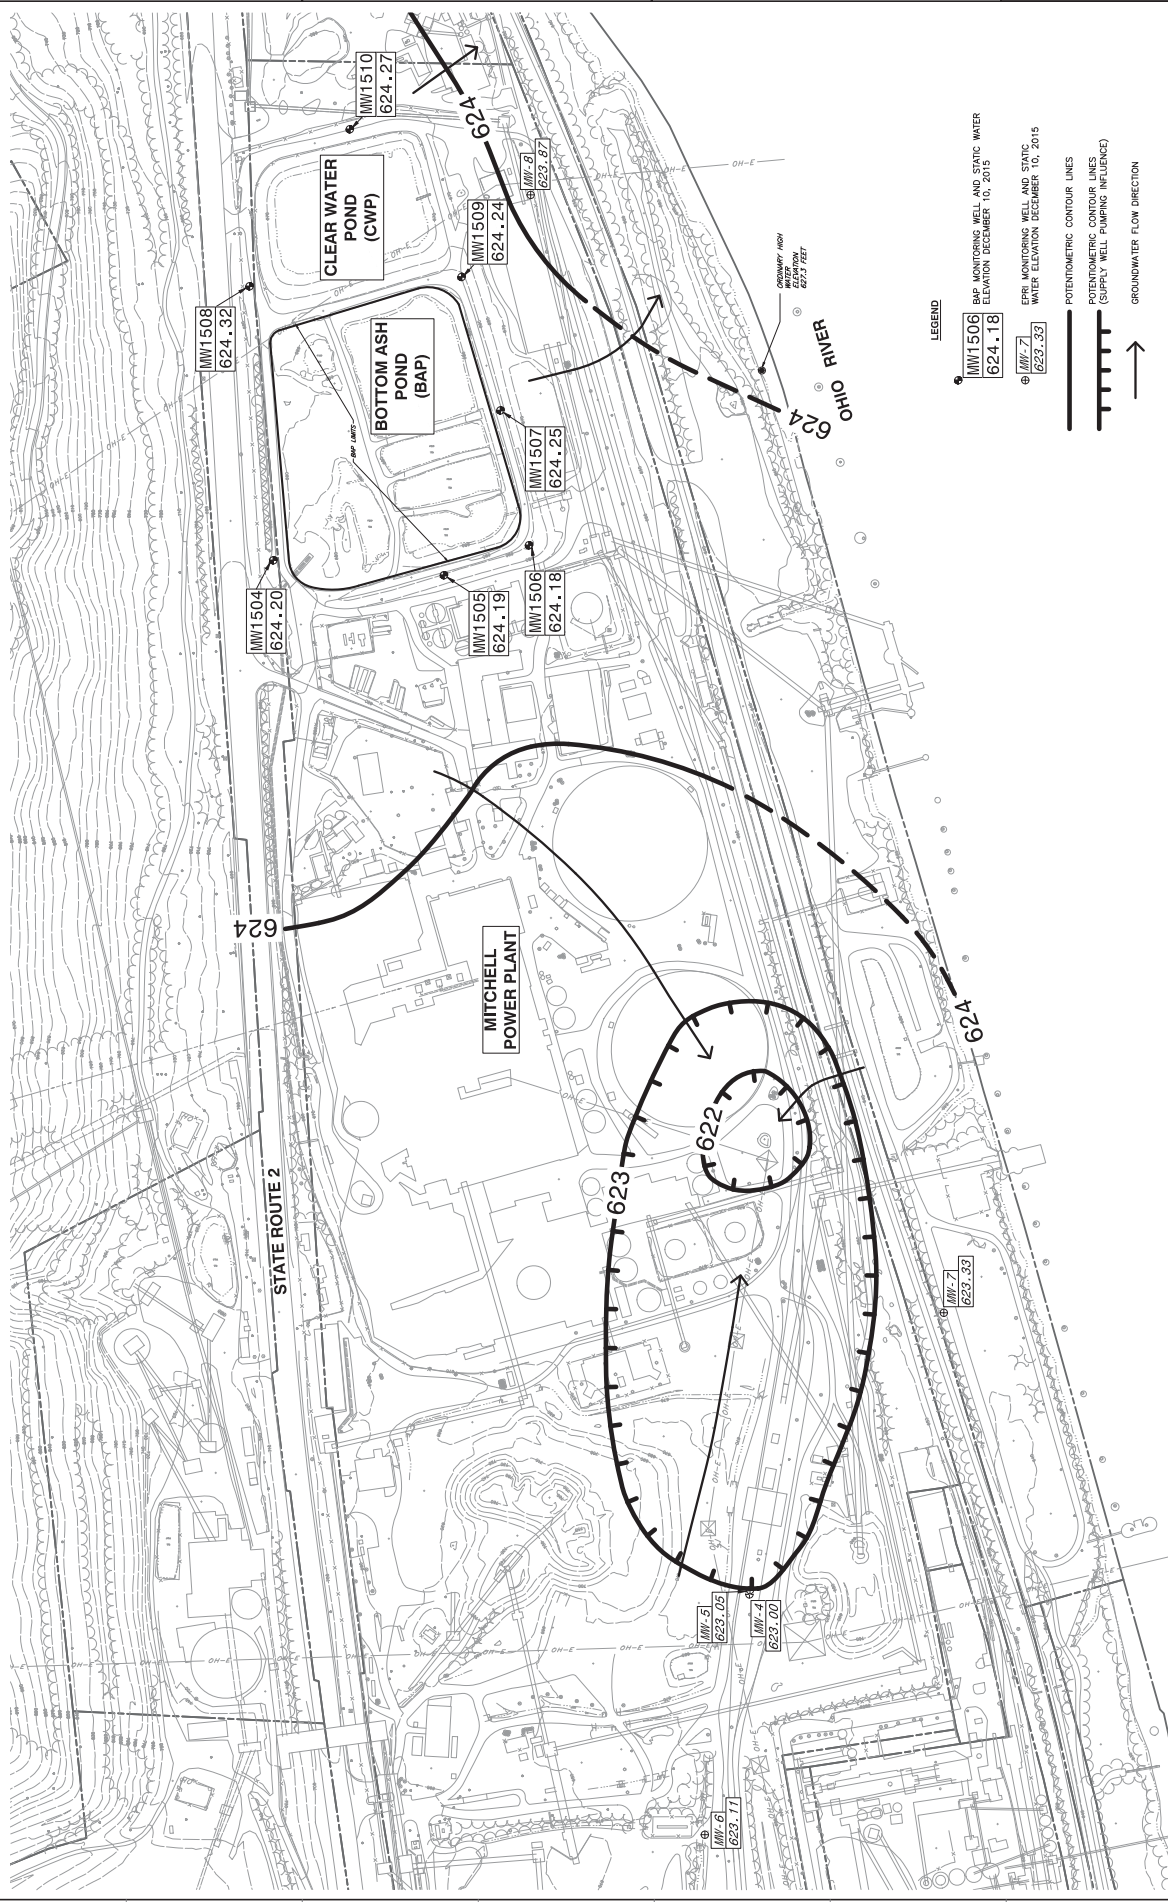 MW1510
624.27
624
CLEAR WATER
POND
(CWP)
MW-8
623.87
OH-E
MW1509
624.24
MW1508
624.32
BOTTOM ASH
POND
(BAP)
BAP LIMITS
ORDINARY HIGH
WATER
ELEVATION
627.3 FEET
OHIO RIVER
624
MW1507
624.25
MW1504
624.20
MW1505
624.19
MW1506
624.18
LEGEND
MW1506
624.18
BAP MONITORING WELL AND STATIC WATER
ELEVATION DECEMBER 10, 2015
MW-7
623.33
EPRI MONITORING WELL AND STATIC
WATER ELEVATION DECEMBER 10, 2015
POTENTIOMETRIC CONTOUR LINES
POTENTIOMETRIC CONTOUR LINES
(SUPPLY WELL PUMPING INFLUENCE)
GROUNDWATER FLOW DIRECTION
624
MITCHELL
POWER PLANT
624
STATE ROUTE 2
622
623
MW-7
623.33
MW-5
623.05
MW-4
623.00
MW-6
623.11